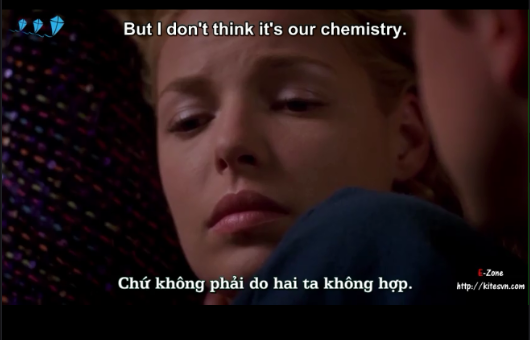 But I don't think it's our chemistry.
Chứ không phải do hai ta không hợp.
E-Zone
http://kitesvn.com